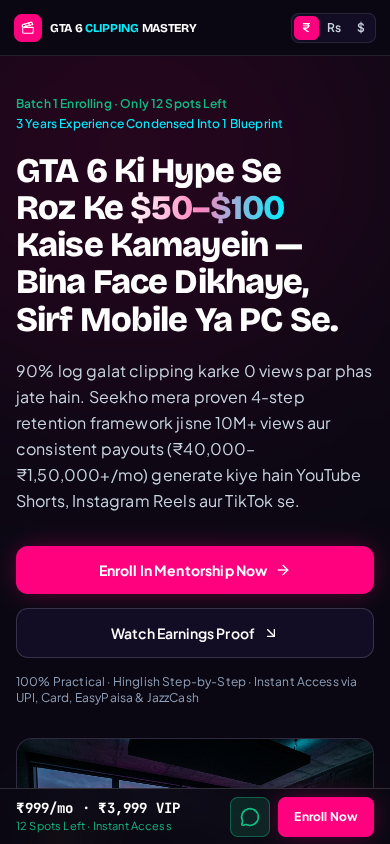 GTA 6 CLIPPING MASTERY
₹ Rs $
Batch 1 Enrolling · Only 12 Spots Left
3 Years Experience Condensed Into 1 Blueprint
GTA 6 Ki Hype Se
Roz Ke $50–$100
Kaise Kamayein —
Bina Face Dikhaye,
Sirf Mobile Ya PC Se.
90% log galat clipping karke 0 views par phas
jate hain. Seekho mera proven 4-step
retention framework jisne 10M+ views aur
consistent payouts (₹40,000–
₹1,50,000+/mo) generate kiye hain YouTube
Shorts, Instagram Reels aur TikTok se.
Enroll In Mentorship Now →
Watch Earnings Proof ↘
100% Practical · Hinglish Step-by-Step · Instant Access via
UPI, Card, EasyPaisa & JazzCash
₹999/mo · ₹3,999 VIP
12 Spots Left · Instant Access
Enroll Now